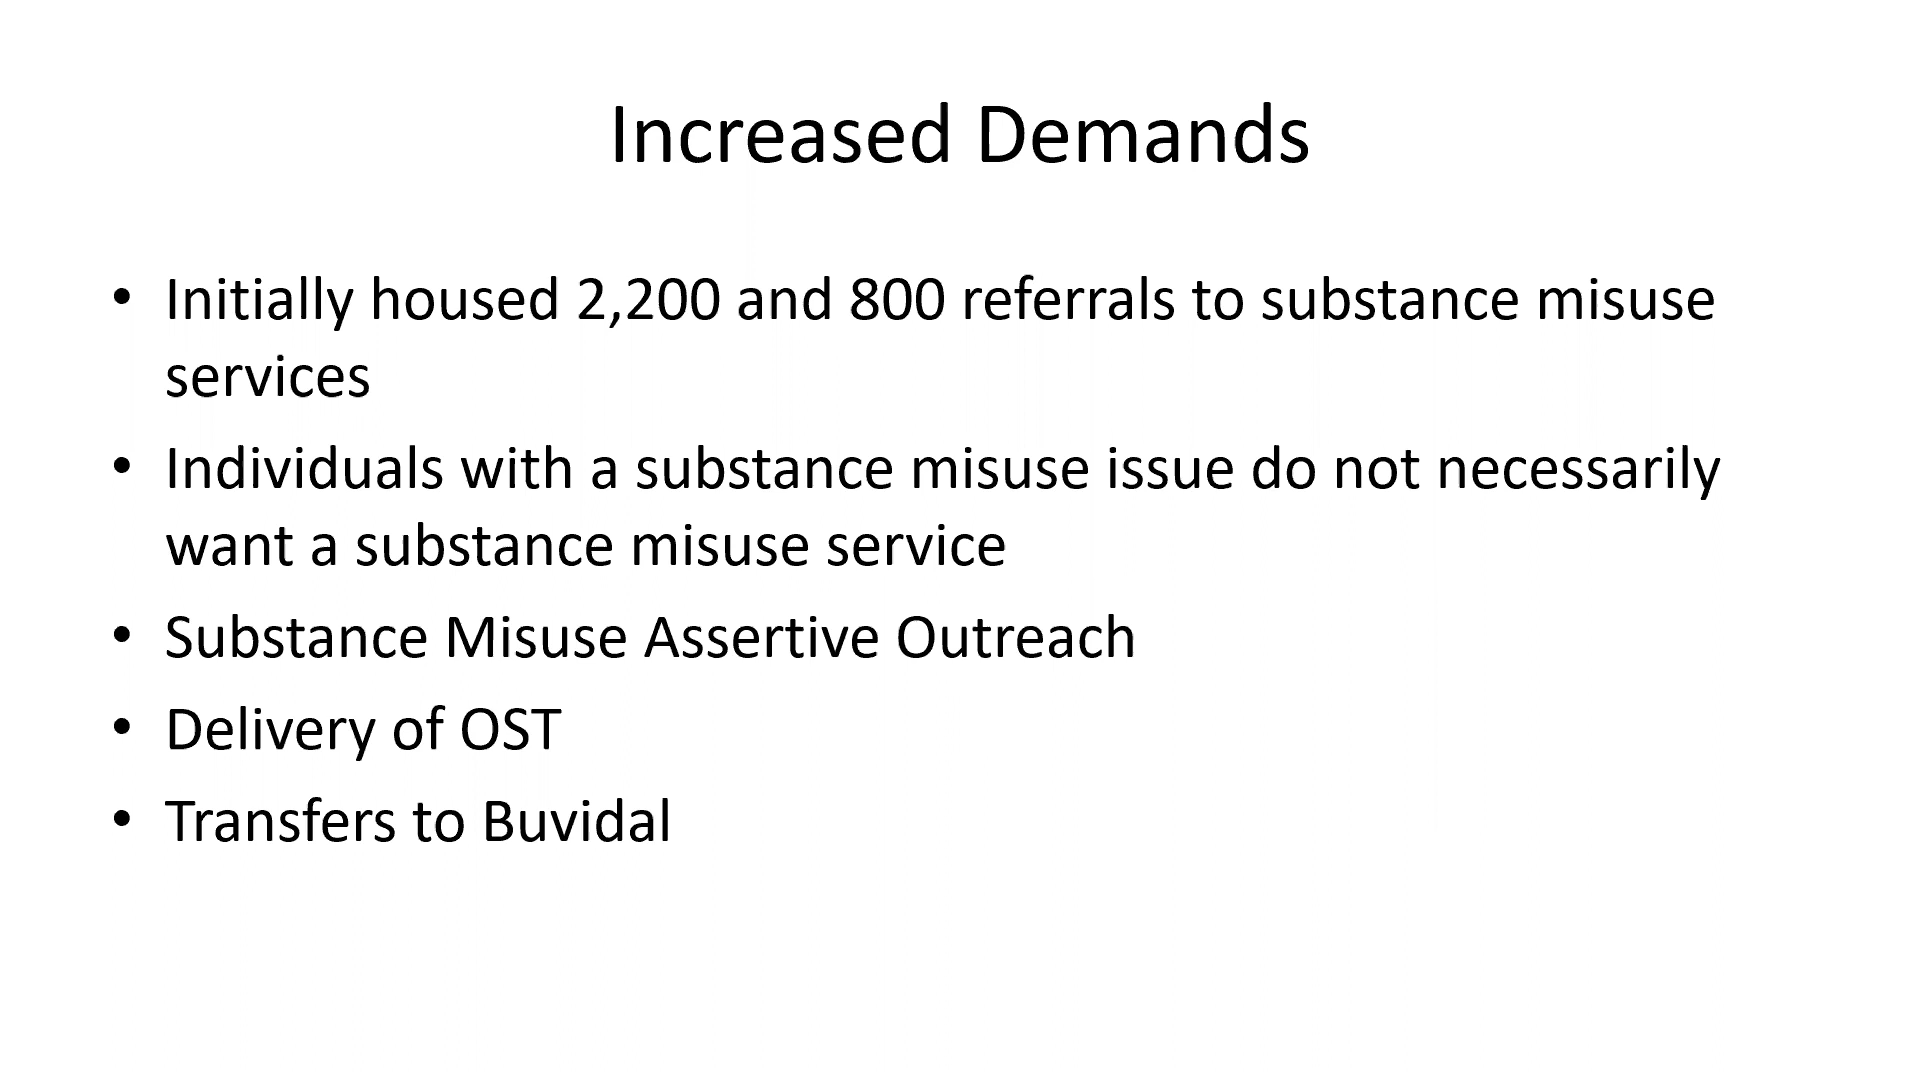 Increased Demands
• Initially housed 2,200 and 800 referrals to substance misuse
services
• Individuals with a substance misuse issue do not necessarily
want a substance misuse service
• Substance Misuse Assertive Outreach
• Delivery of OST
• Transfers to Buvidal